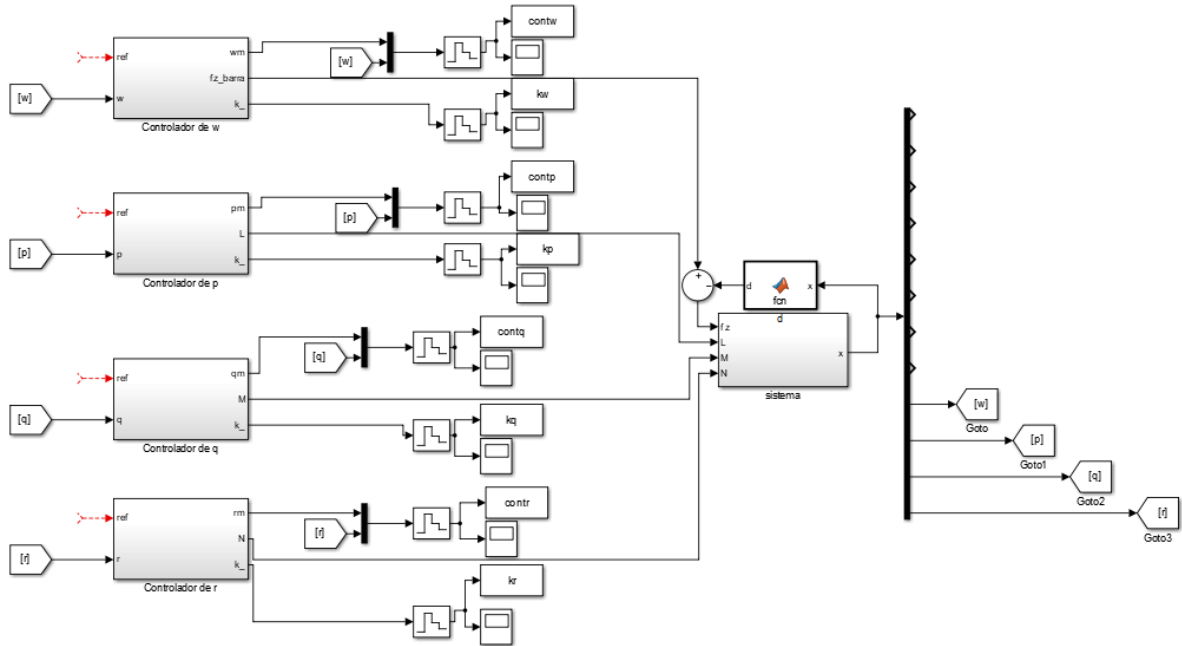 contw
ref
wm
[w]
fz_barra
[w]
w
k_
kw
Controlador de w
contp
ref
pm
[p]
L
[p]
p
k_
kp
Controlador de p
+
−
d
x
fcn
d
fz
L
M
N
x
sistema
contq
ref
qm
[q]
M
[q]
q
k_
kq
Controlador de q
[w]
Goto
[p]
Goto1
[q]
Goto2
[r]
Goto3
contr
ref
rm
[r]
N
[r]
r
k_
kr
Controlador de r